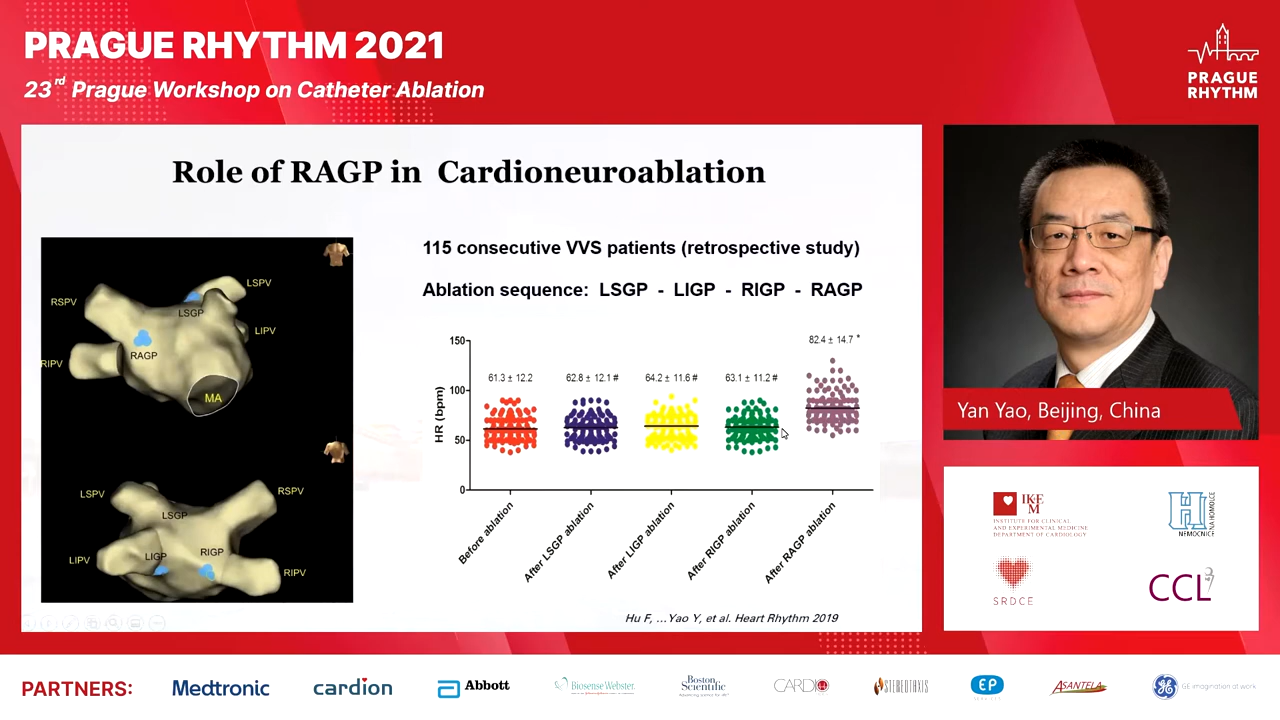 PRAGUE RHYTHM 2021
23rd Prague Workshop on Catheter Ablation
PRAGUE
RHYTHM
Role of RAGP in Cardioneuroablation
115 consecutive VVS patients (retrospective study)
Ablation sequence: LSGP - LIGP - RIGP - RAGP
RSPV
LSPV
LSGP
LIPV
RAGP
RIPV
MA
LSPV
RSPV
LSGP
LIPV
LIGP
RIGP
RIPV
HR (bpm)
150
100
50
0
61.3 ± 12.2
62.8 ± 12.1 #
64.2 ± 11.6 #
63.1 ± 11.2 #
82.4 ± 14.7 *
Before ablation
After LSGP ablation
After LIGP ablation
After RIGP ablation
After RAGP ablation
Hu F, ...Yao Y, et al. Heart Rhythm 2019
Yan Yao, Beijing, China
IKEM
INSTITUTE FOR CLINICAL
AND EXPERIMENTAL MEDICINE
DEPARTMENT OF CARDIOLOGY
NEMOCNICE
NA HOMOLCE
SRDCE
CCL
PARTNERS:
Medtronic
cardion
Abbott
Biosense Webster
Boston
Scientific
CARDIO
STEREOTAXIS
EP
ASANTELA
GE imagination at work